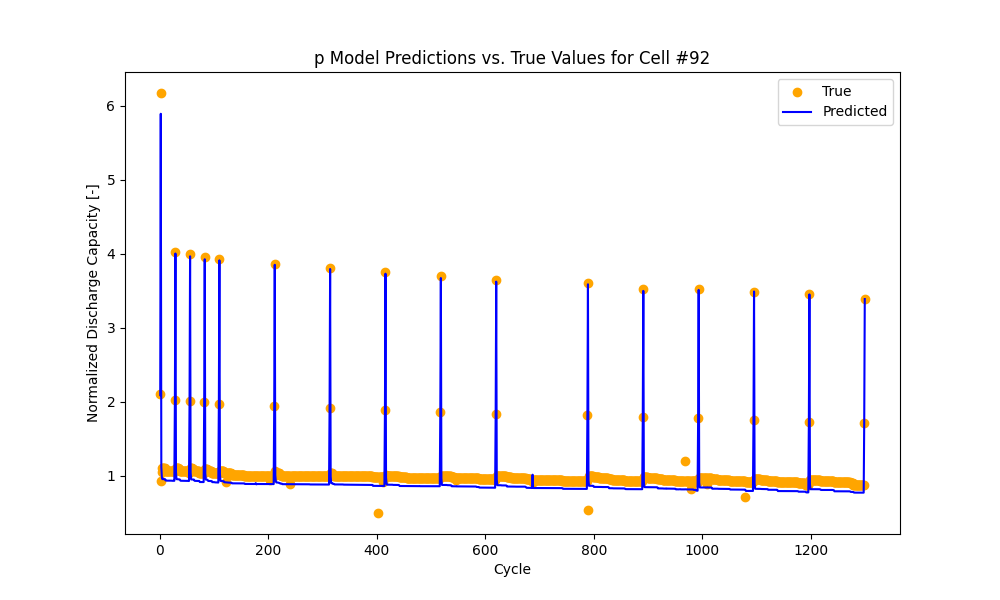 p Model Predictions vs. True Values for Cell #92
True
Predicted
Normalized Discharge Capacity [-]
6
5
4
3
2
1
0
200
400
600
800
1000
1200
Cycle